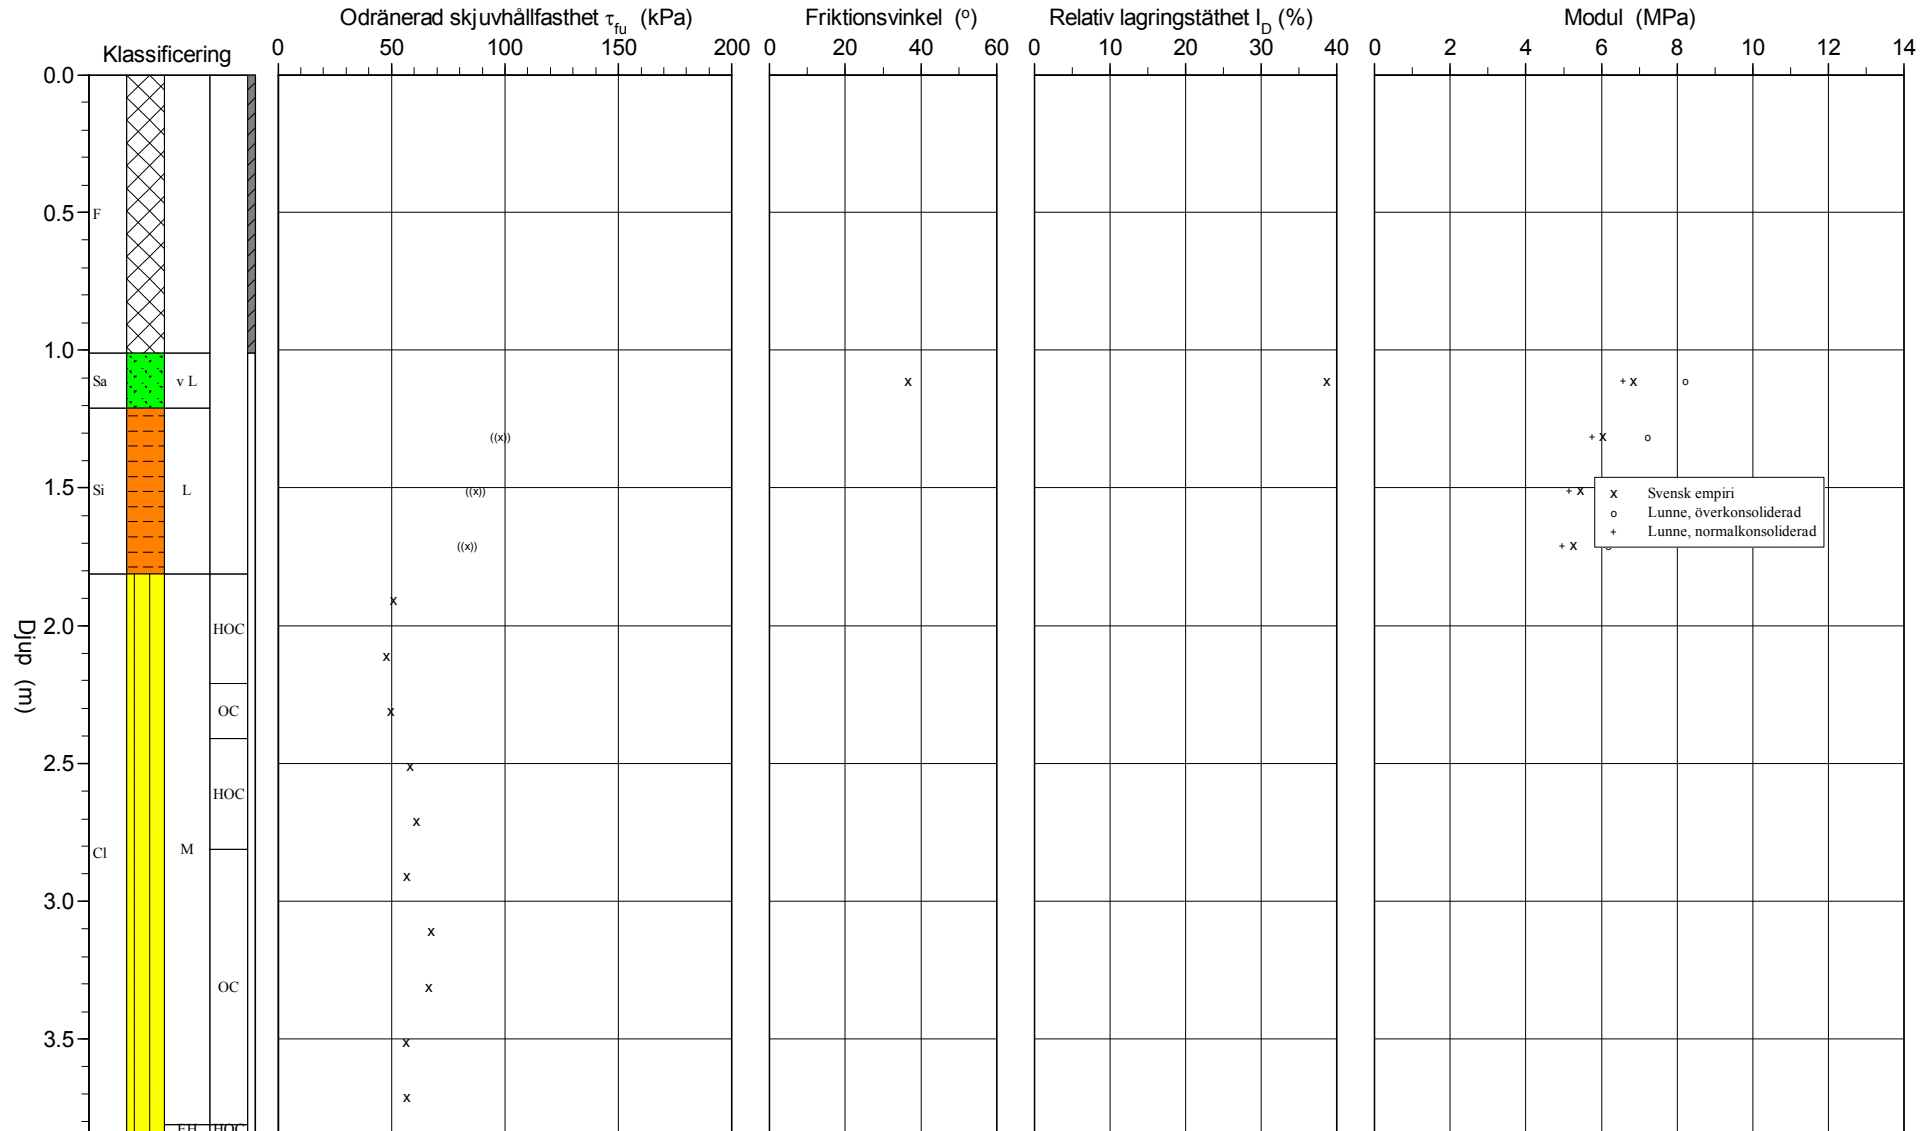 Odränerad skjuvhållfasthet τfu (kPa)
Friktionsvinkel (o)
Relativ lagringstäthet ID (%)
Modul (MPa)
Klassificering
0 50 100 150 200
0 20 40 60
0 10 20 30 40
0 2 4 6 8 10 12 14
0.0
0.5
F
1.0
Sa
v L
((x))
1.5
Si
L
((x))
((x))
x Svensk empiri
o Lunne, överkonsoliderad
+ Lunne, normalkonsoliderad
Djup (m)
2.0
HOC
OC
2.5
HOC
Cl
M
3.0
OC
3.5
HOC